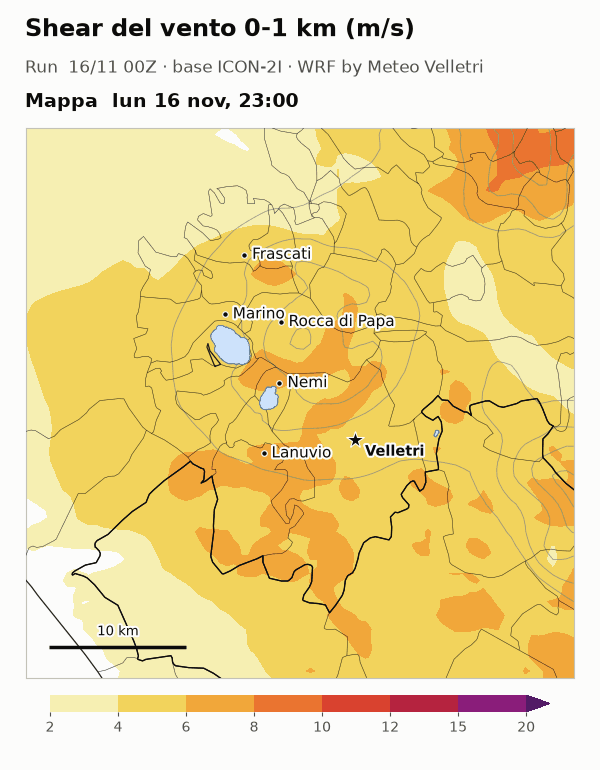 Shear del vento 0-1 km (m/s)
Run  16/11 00Z · base ICON-2I · WRF by Meteo Velletri
Mappa  lun 16 nov, 23:00
Frascati
Marino
Rocca di Papa
Nemi
Velletri
Lanuvio
10 km
2 4 6 8 10 12 15 20